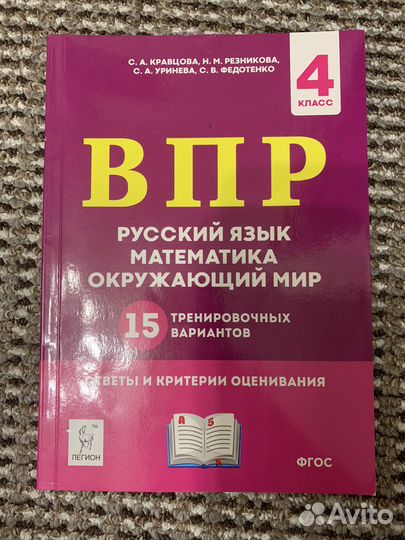 С. А. КРАВЦОВА, Н. М. РЕЗНИКОВА,
С. А. УРИНЕВА, С. В. ФЕДОТЕНКО
4
КЛАСС
ВПР
РУССКИЙ ЯЗЫК
МАТЕМАТИКА
ОКРУЖАЮЩИЙ МИР
15 ТРЕНИРОВОЧНЫХ
ВАРИАНТОВ
ОТВЕТЫ И КРИТЕРИИ ОЦЕНИВАНИЯ
А Б
TM
ЛЕГИОН
ФГОС
Avito